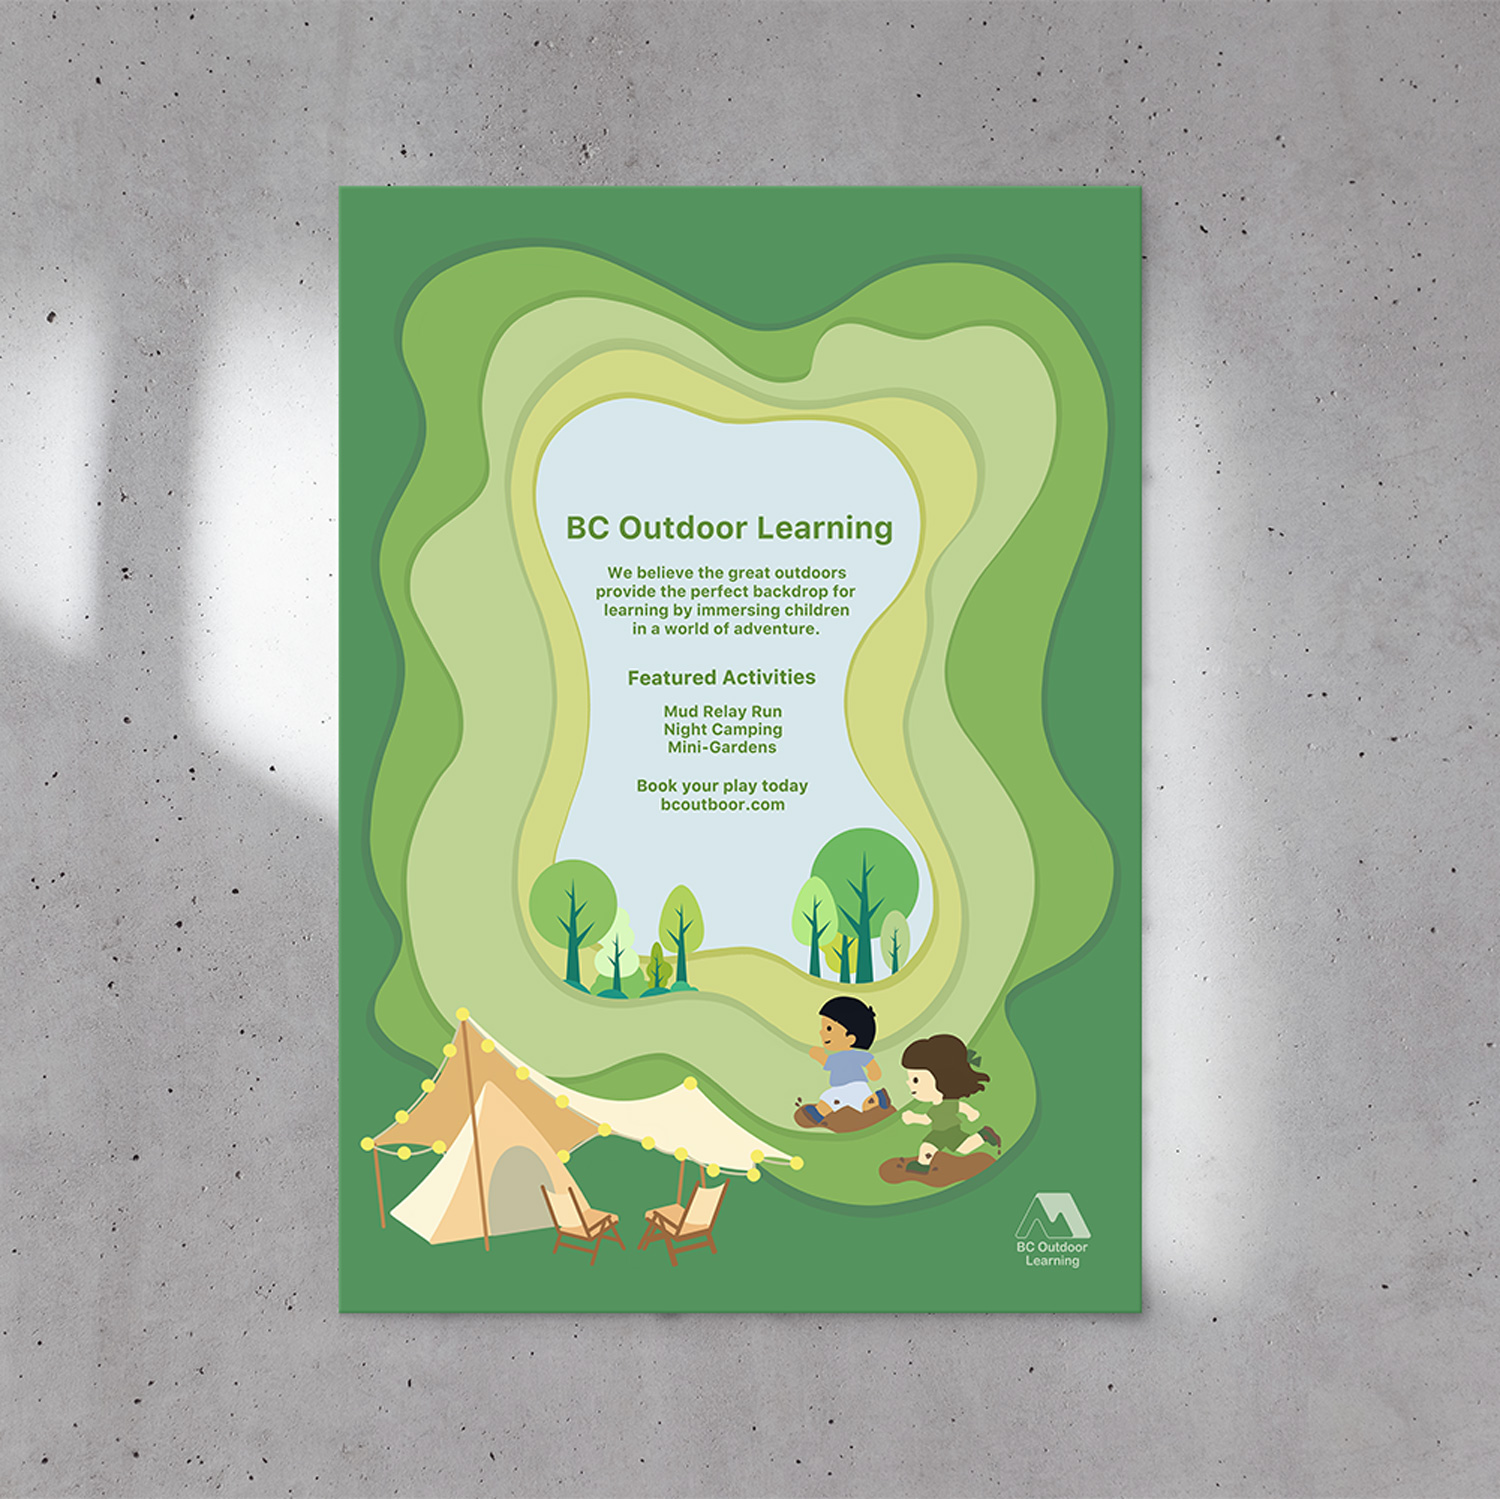 BC Outdoor Learning
We believe the great outdoors
provide the perfect backdrop for
learning by immersing children
in a world of adventure.
Featured Activities
Mud Relay Run
Night Camping
Mini-Gardens
Book your play today
bcoutboor.com
BC Outdoor
Learning